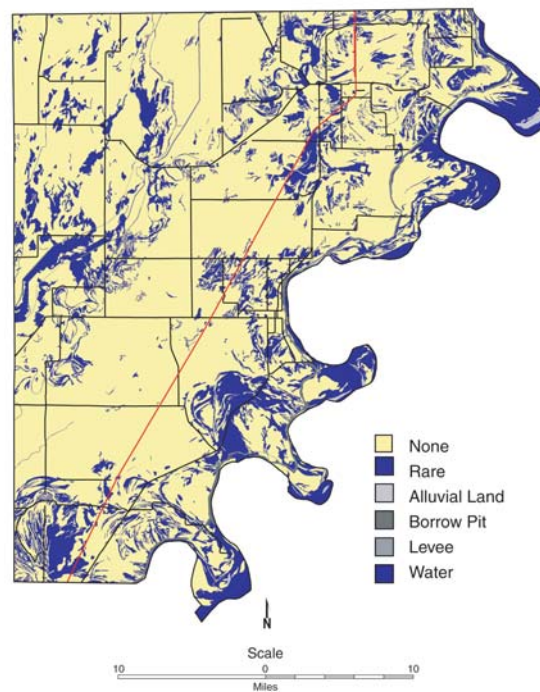 None
Rare
Alluvial Land
Borrow Pit
Levee
Water
N
Scale
10 0 10
Miles